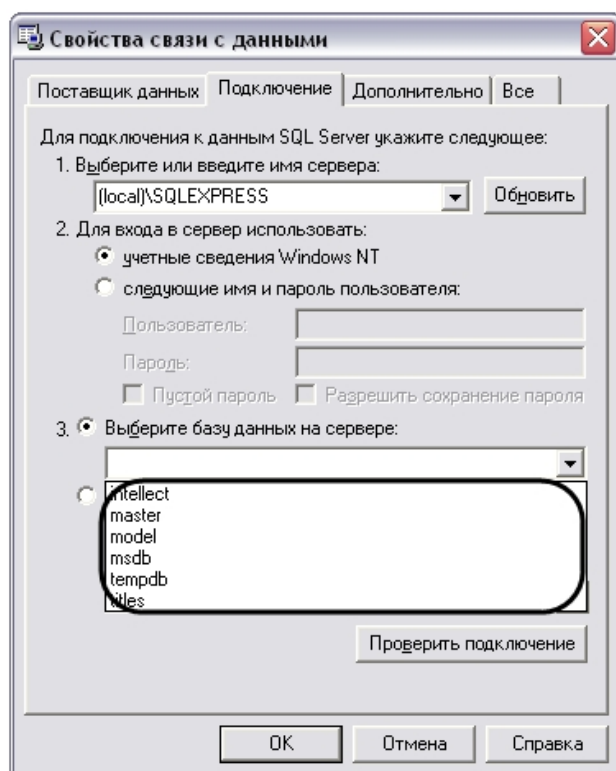 Свойства связи с данными
Поставщик данных Подключение Дополнительно Все
Для подключения к данным SQL Server укажите следующее:
1. Выберите или введите имя сервера:
(local)\SQLEXPRESS Обновить
2. Для входа в сервер использовать:
учетные сведения Windows NT
следующие имя и пароль пользователя:
Пользователь:
Пароль:
Пустой пароль Разрешить сохранение пароля
3. Выберите базу данных на сервере:
intellect
master
model
msdb
tempdb
titles
Проверить подключение
OK Отмена Справка